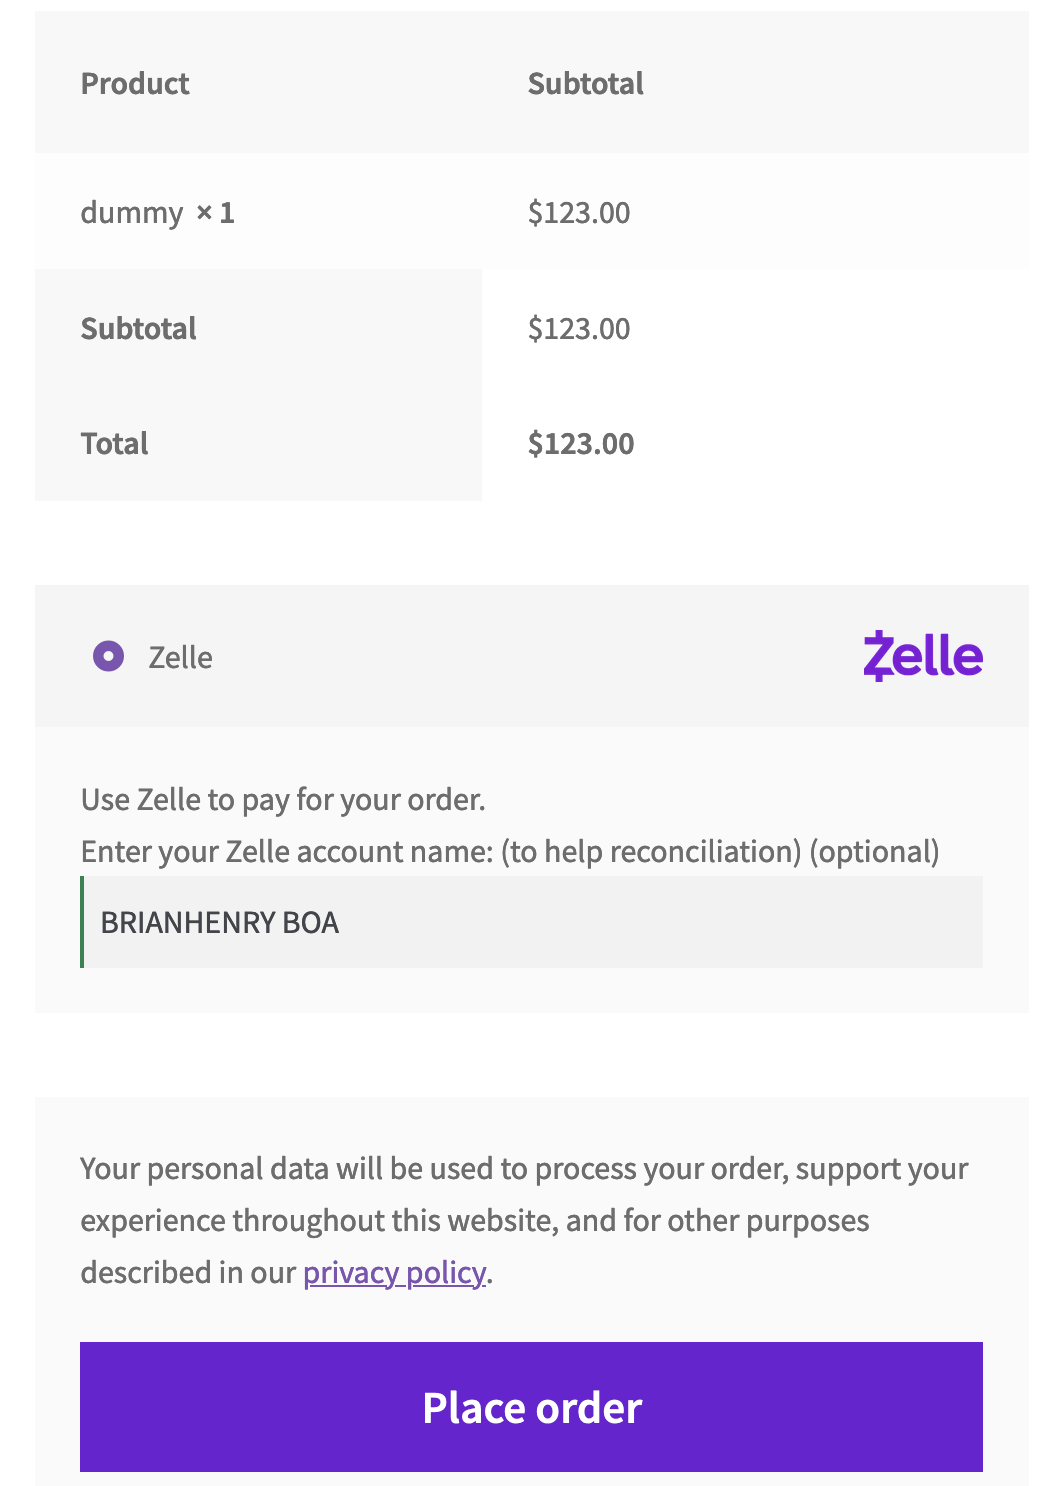 Product Subtotal
dummy × 1 $123.00
Subtotal $123.00
Total $123.00
Zelle Zelle
Use Zelle to pay for your order.
Enter your Zelle account name: (to help reconciliation) (optional)
BRIANHENRY BOA
Your personal data will be used to process your order, support your
experience throughout this website, and for other purposes
described in our privacy policy.
Place order